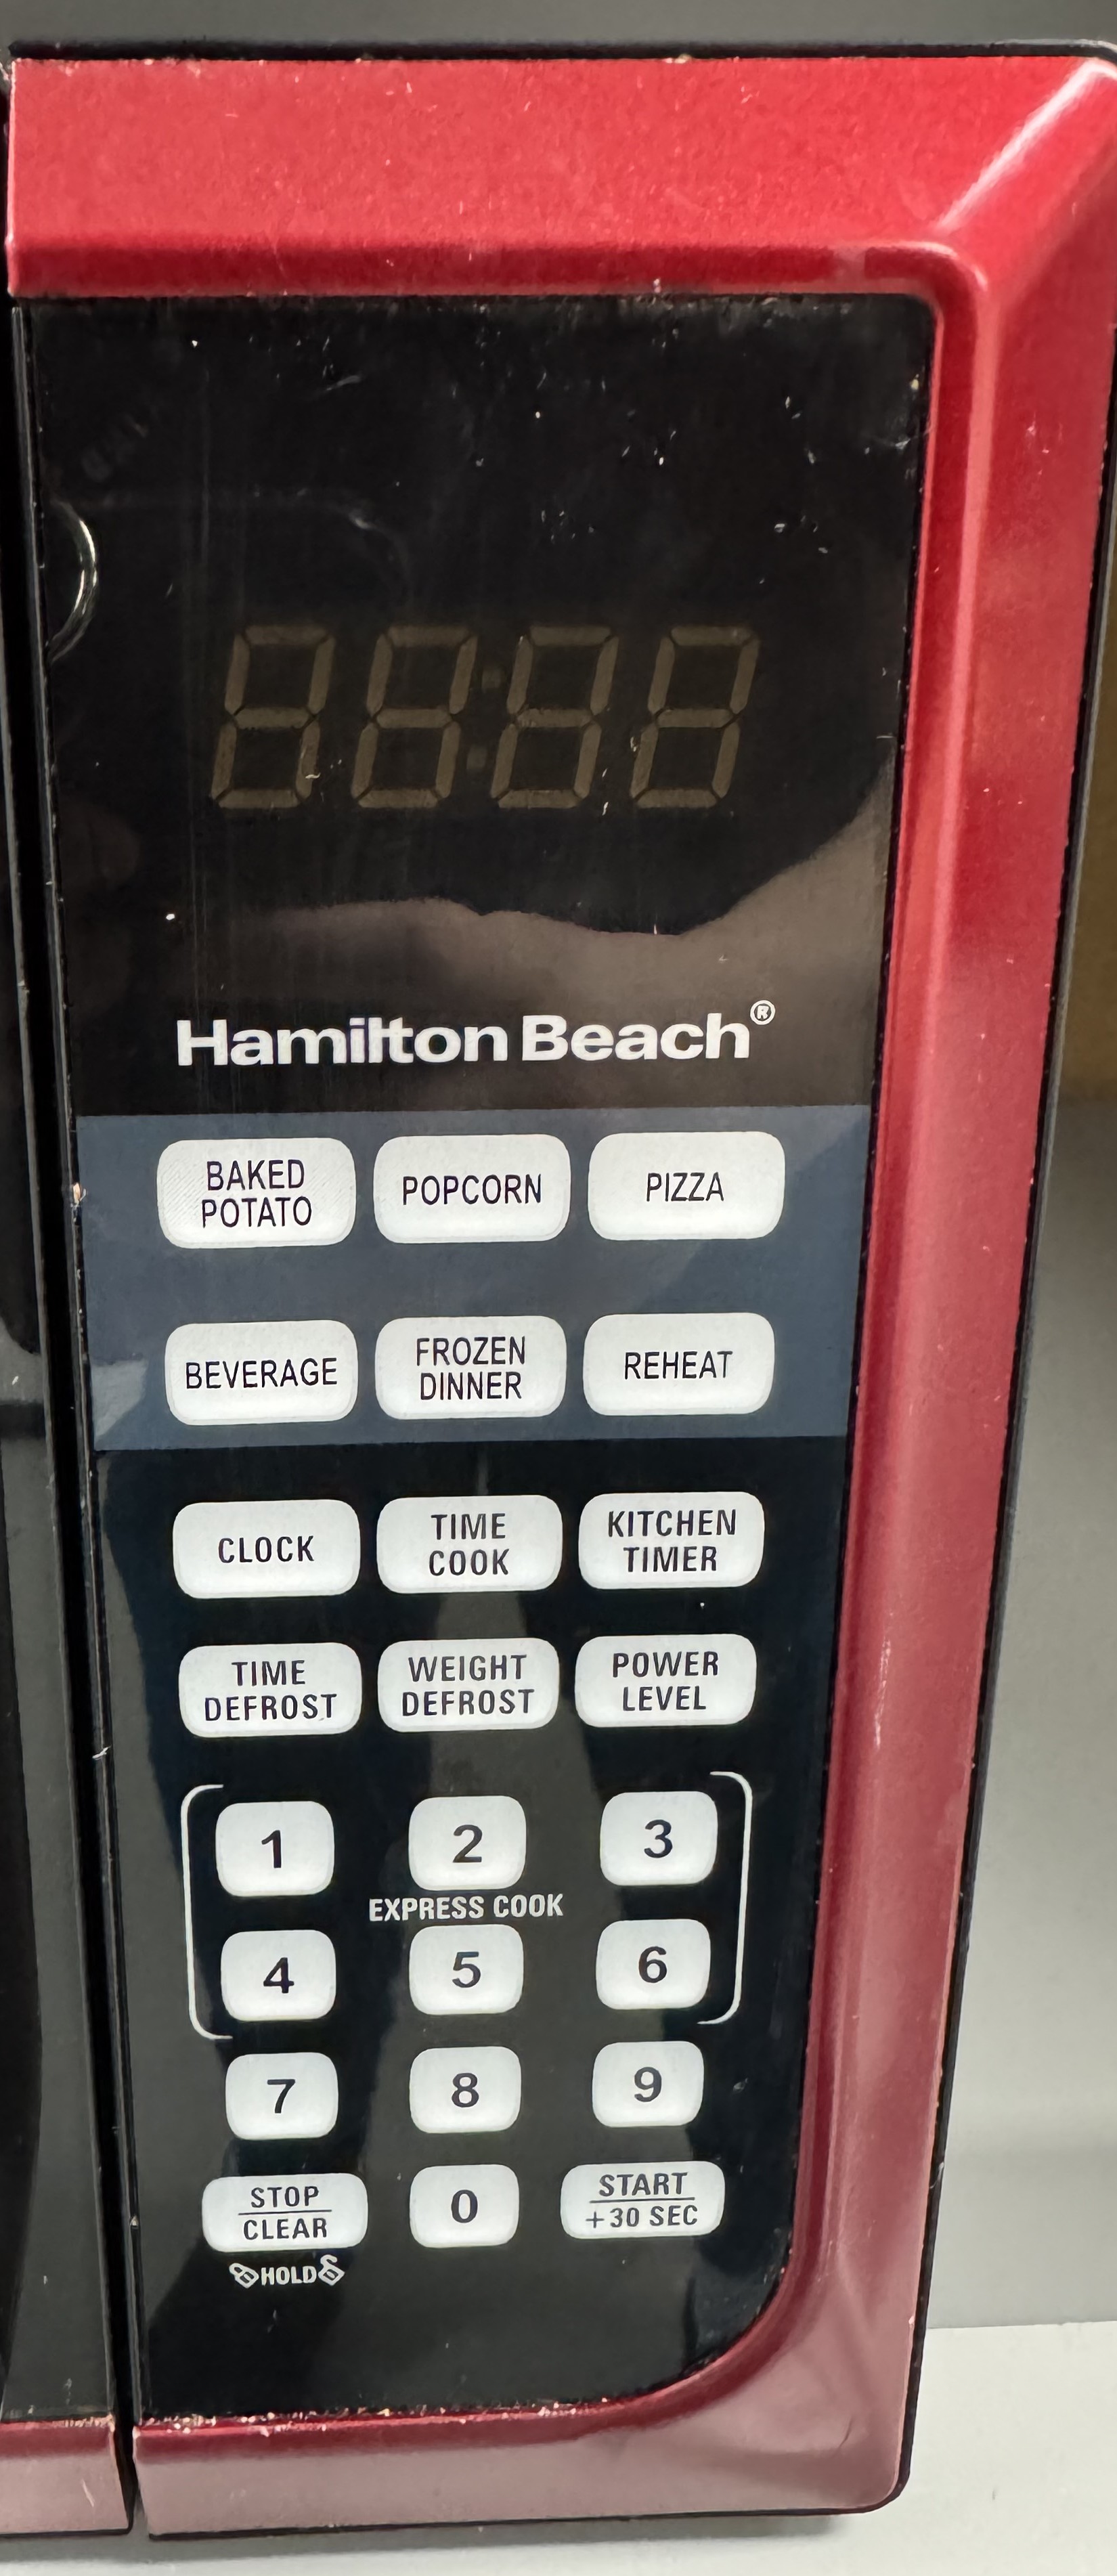 Hamilton Beach®
BAKED POTATO
POPCORN
PIZZA
BEVERAGE
FROZEN DINNER
REHEAT
CLOCK
TIME COOK
KITCHEN TIMER
TIME DEFROST
WEIGHT DEFROST
POWER LEVEL
1 2 3
EXPRESS COOK
4 5 6
7 8 9
STOP
CLEAR
0
START
+30 SEC
HOLD